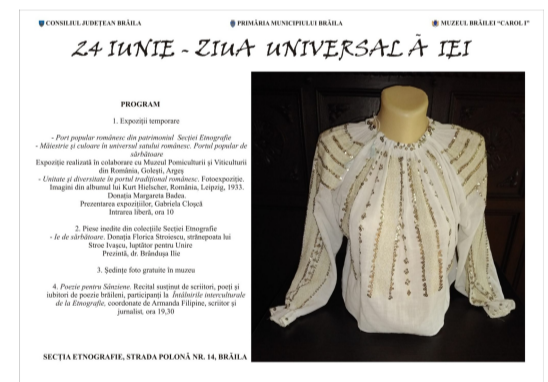 CONSILIUL JUDEȚEAN BRĂILA
PRIMĂRIA MUNICIPIULUI BRĂILA
MUZEUL BRĂILEI "CAROL I"
24 IUNIE - ZIUA UNIVERSALĂ A IEI
PROGRAM
1. Expoziții temporare
- Port popular românesc din patrimoniul Secției Etnografie
- Măiestrie și culoare în universul satului românesc. Portul popular de
sărbătoare
Expoziție realizată în colaborare cu Muzeul Pomiculturii și Viticulturii
din România, Golești, Argeș
- Unitate și diversitate în portul tradițional românesc. Fotoexpoziție.
Imagini din albumul lui Kurt Hielscher, România, Leipzig, 1933.
Donația Margareta Badea.
Prezentarea expozițiilor, Gabriela Cloșcă
Intrarea liberă, ora 10
2. Piese inedite din colecțiile Secției Etnografie
- Ie de sărbătoare. Donația Florica Stroiescu, strănepoata lui
Stroe Ivașcu, luptător pentru Unire
Prezintă, dr. Brândușa Ilie
3. Ședințe foto gratuite în muzeu
4. Poezie pentru Sânziene. Recital susținut de scriitori, poeți și
iubitori de poezie brăileni, participanți la Întâlnirile interculturale
de la Etnografie, coordonate de Armanda Filipine, scriitor și
jurnalist, ora 19,30
SECȚIA ETNOGRAFIE, STRADA POLONĂ NR. 14, BRĂILA